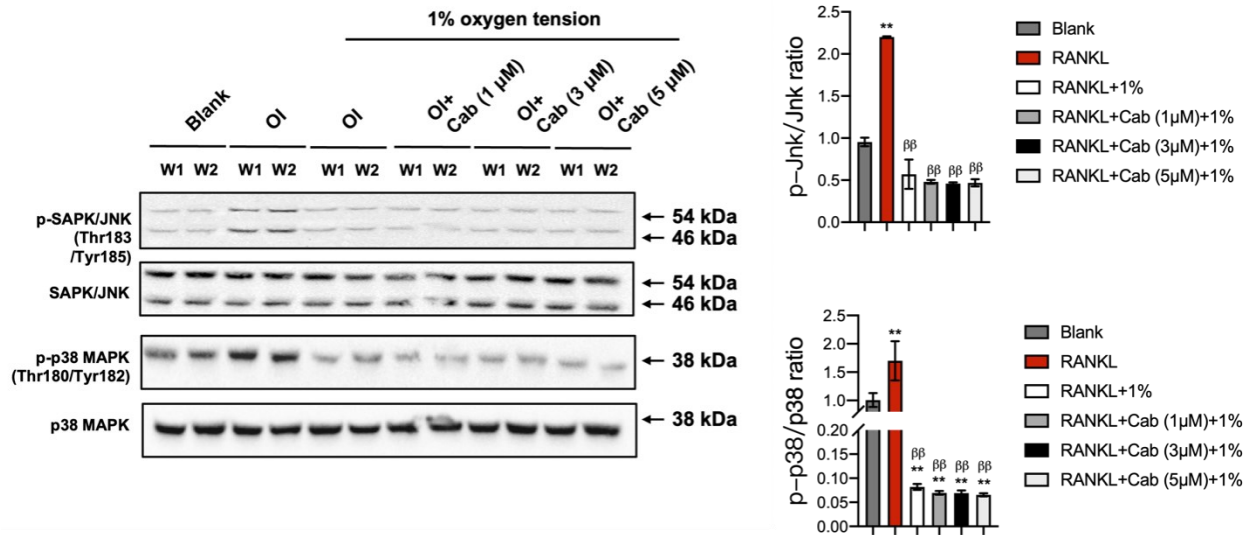 1% oxygen tension
Blank
OI
OI
OI+
Cab (1 µM)
OI+
Cab (3 µM)
OI+
Cab (5 µM)
W1 W2 W1 W2 W1 W2 W1 W2 W1 W2 W1 W2
p-SAPK/JNK
(Thr183
/Tyr185)
← 54 kDa
← 46 kDa
SAPK/JNK
← 54 kDa
← 46 kDa
p-p38 MAPK
(Thr180/Tyr182)
← 38 kDa
p38 MAPK
← 38 kDa
p-Jnk/Jnk ratio
2.5
2.0
1.5
1.0
0.5
0.0
**
ββ
ββ ββ ββ
Blank
RANKL
RANKL+1%
RANKL+Cab (1µM)+1%
RANKL+Cab (3µM)+1%
RANKL+Cab (5µM)+1%
p-p38/p38 ratio
2.5
2.0
1.5
1.0
0.20
0.15
0.10
0.05
0.00
**
ββ ββ ββ ββ
** ** ** **
Blank
RANKL
RANKL+1%
RANKL+Cab (1µM)+1%
RANKL+Cab (3µM)+1%
RANKL+Cab (5µM)+1%